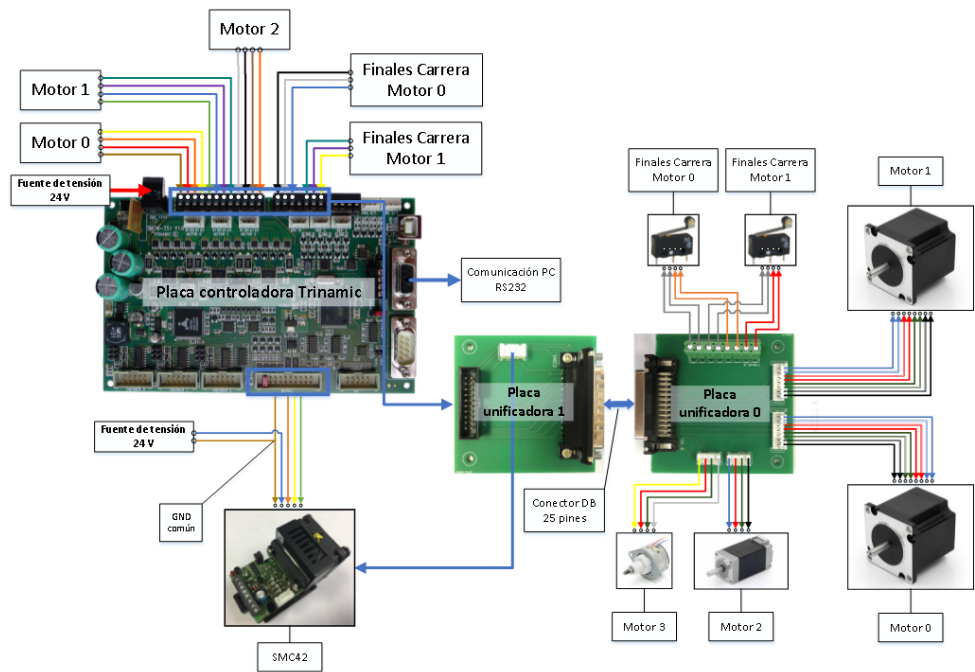 Motor 2
Finales Carrera
Motor 0
Motor 1
Motor 0
Finales Carrera
Motor 1
Fuente de tensión
24 V
Finales Carrera
Motor 0
Finales Carrera
Motor 1
Motor 1
Placa controladora Trinamic
Comunicación PC
RS232
Placa
unificadora 1
Placa
unificadora 0
Fuente de tensión
24 V
GND
común
Conector DB
25 pines
SMC42
Motor 3
Motor 2
Motor 0